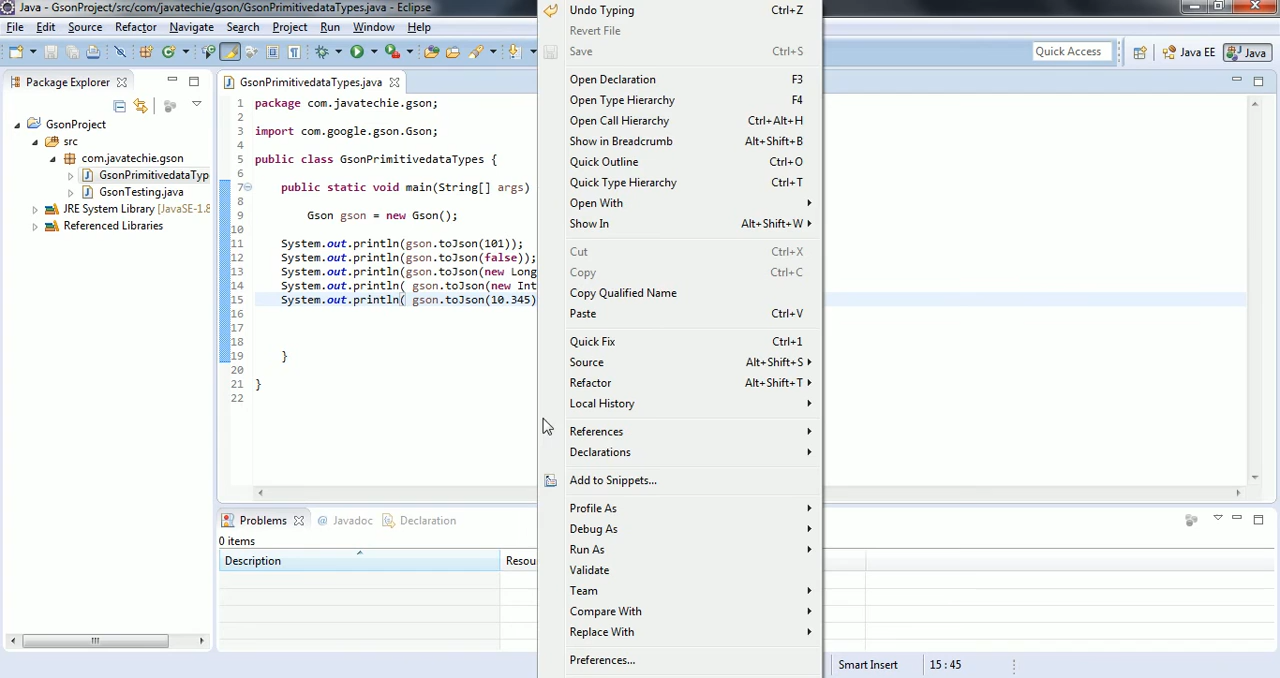 Java - GsonProject/src/com/javatechie/gson/GsonPrimitivedataTypes.java - Eclipse
File Edit Source Refactor Navigate Search Project Run Window Help
Quick Access Java EE Java
Package Explorer
GsonProject
src
com.javatechie.gson
GsonPrimitivedataTyp
GsonTesting.java
JRE System Library [JavaSE-1.8
Referenced Libraries
GsonPrimitivedataTypes.java
1 package com.javatechie.gson;
2
3 import com.google.gson.Gson;
4
5 public class GsonPrimitivedataTypes {
6
7 public static void main(String[] args)
8
9 Gson gson = new Gson();
10
11 System.out.println(gson.toJson(101));
12 System.out.println(gson.toJson(false));
13 System.out.println(gson.toJson(new Long
14 System.out.println( gson.toJson(new Int
15 System.out.println( gson.toJson(10.345)
16
17
18
19 }
20
21 }
22
Problems @ Javadoc Declaration
0 items
Description Resou
Undo Typing Ctrl+Z
Revert File
Save Ctrl+S
Open Declaration F3
Open Type Hierarchy F4
Open Call Hierarchy Ctrl+Alt+H
Show in Breadcrumb Alt+Shift+B
Quick Outline Ctrl+O
Quick Type Hierarchy Ctrl+T
Open With
Show In Alt+Shift+W
Cut Ctrl+X
Copy Ctrl+C
Copy Qualified Name
Paste Ctrl+V
Quick Fix Ctrl+1
Source Alt+Shift+S
Refactor Alt+Shift+T
Local History
References
Declarations
Add to Snippets...
Profile As
Debug As
Run As
Validate
Team
Compare With
Replace With
Preferences...
Smart Insert 15 : 45